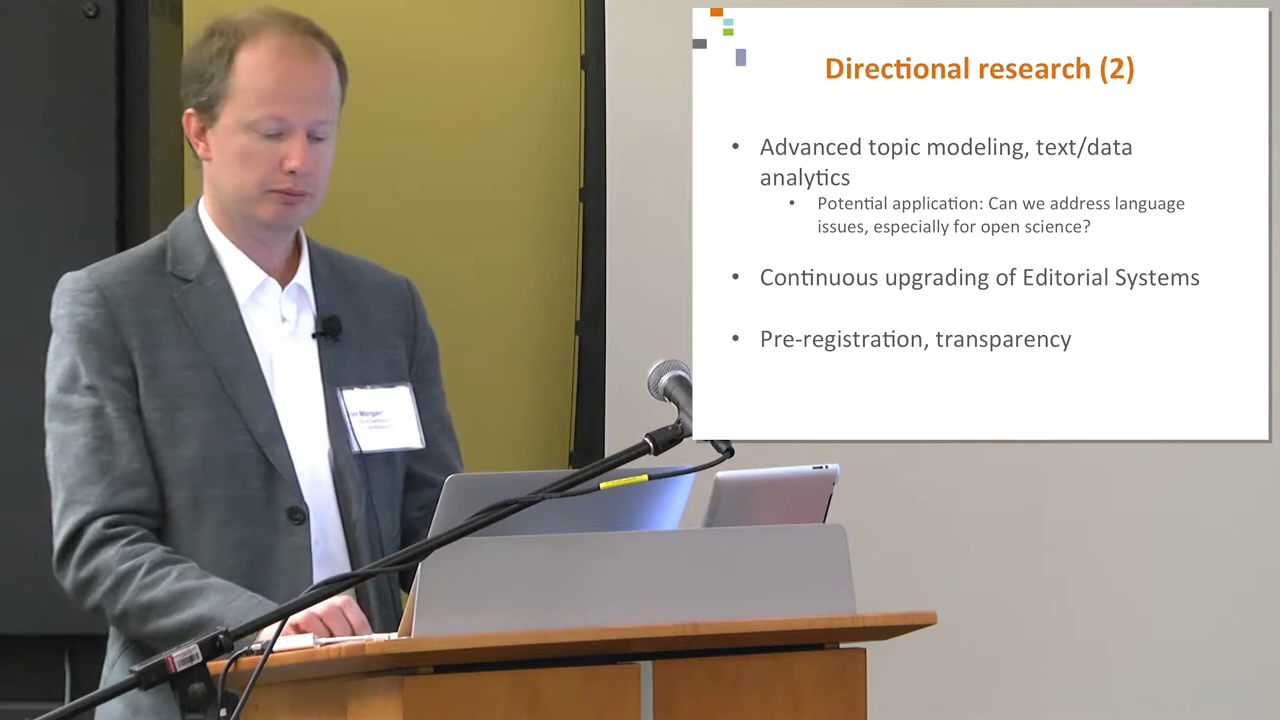 Directional research (2)
• Advanced topic modeling, text/data
analytics
• Potential application: Can we address language
issues, especially for open science?
• Continuous upgrading of Editorial Systems
• Pre-registration, transparency
Morgan